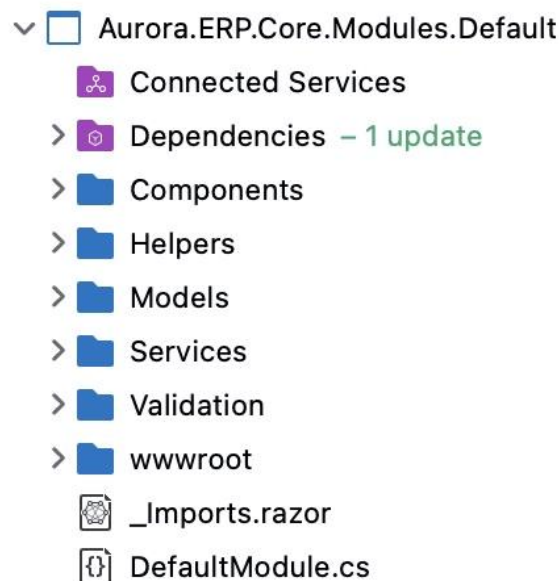 Aurora.ERP.Core.Modules.Default
Connected Services
Dependencies – 1 update
Components
Helpers
Models
Services
Validation
wwwroot
_Imports.razor
DefaultModule.cs